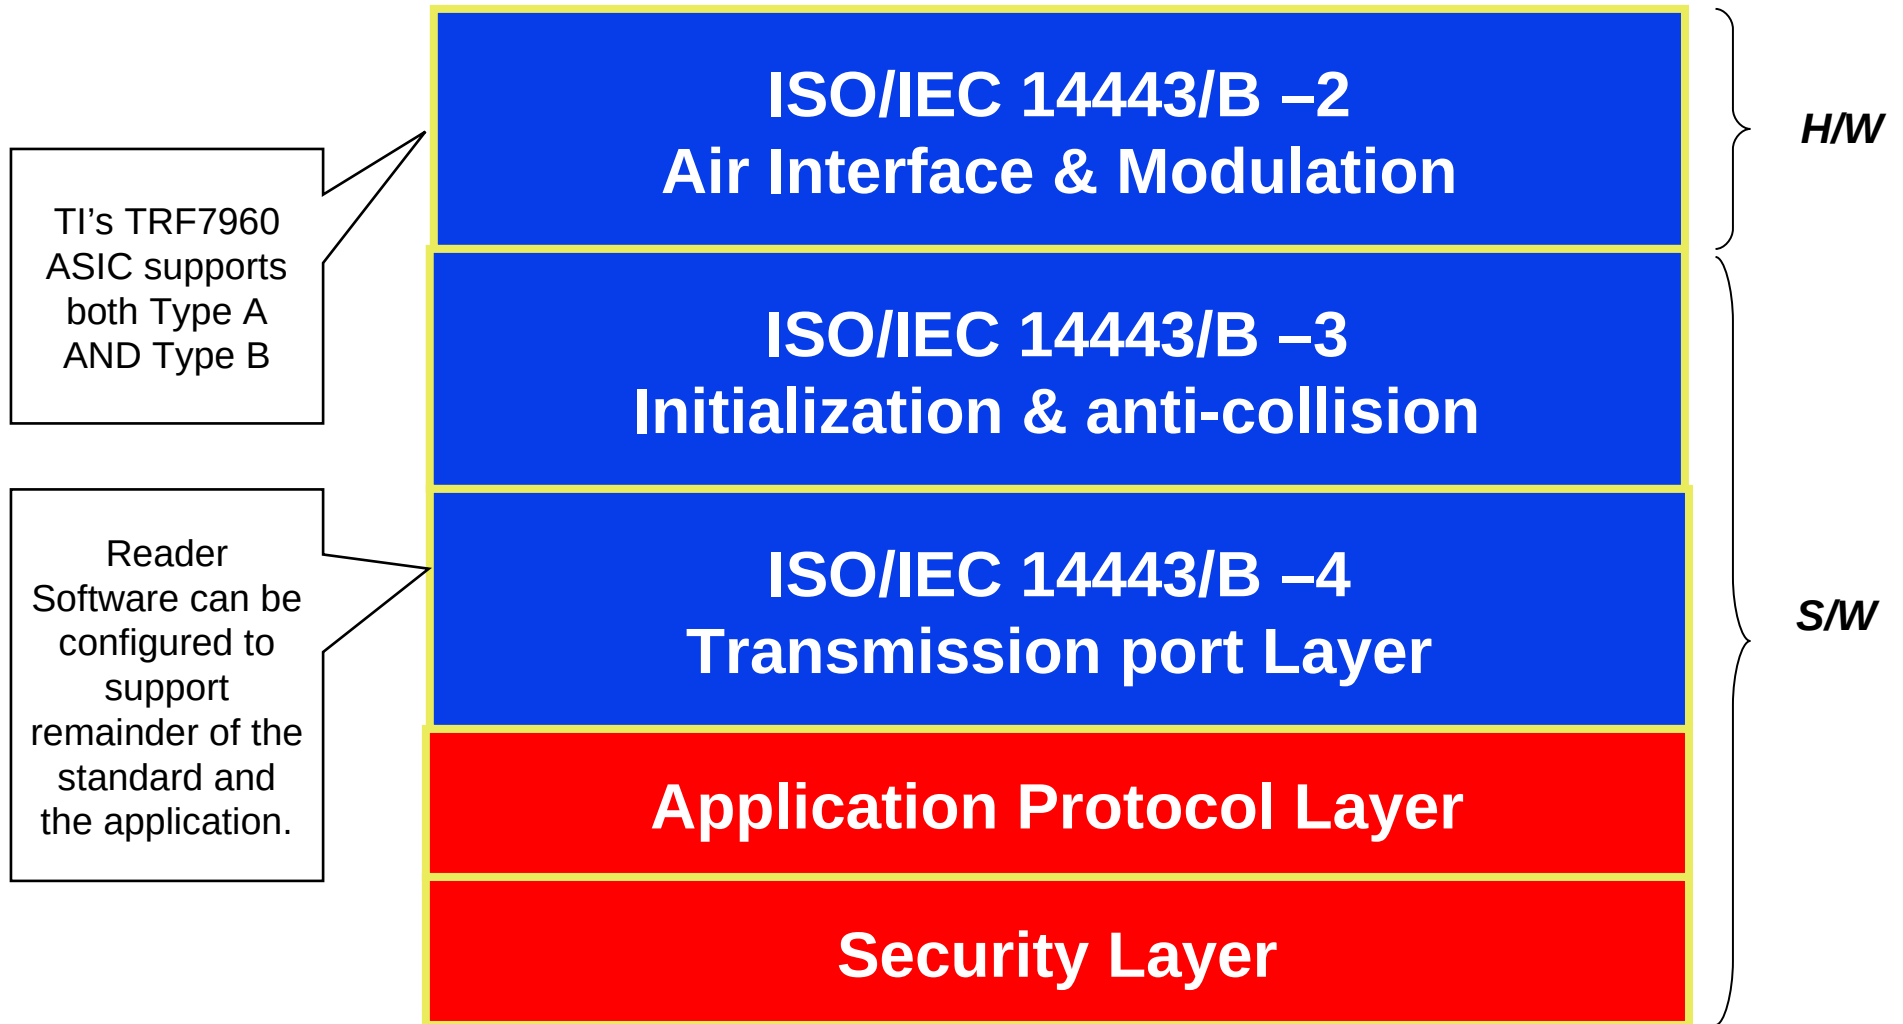 ISO/IEC 14443/B –2
Air Interface & Modulation
H/W
TI’s TRF7960
ASIC supports
both Type A
AND Type B
ISO/IEC 14443/B –3
Initialization & anti-collision
Reader
Software can be
configured to
support
remainder of the
standard and
the application.
ISO/IEC 14443/B –4
Transmission port Layer
S/W
Application Protocol Layer
Security Layer